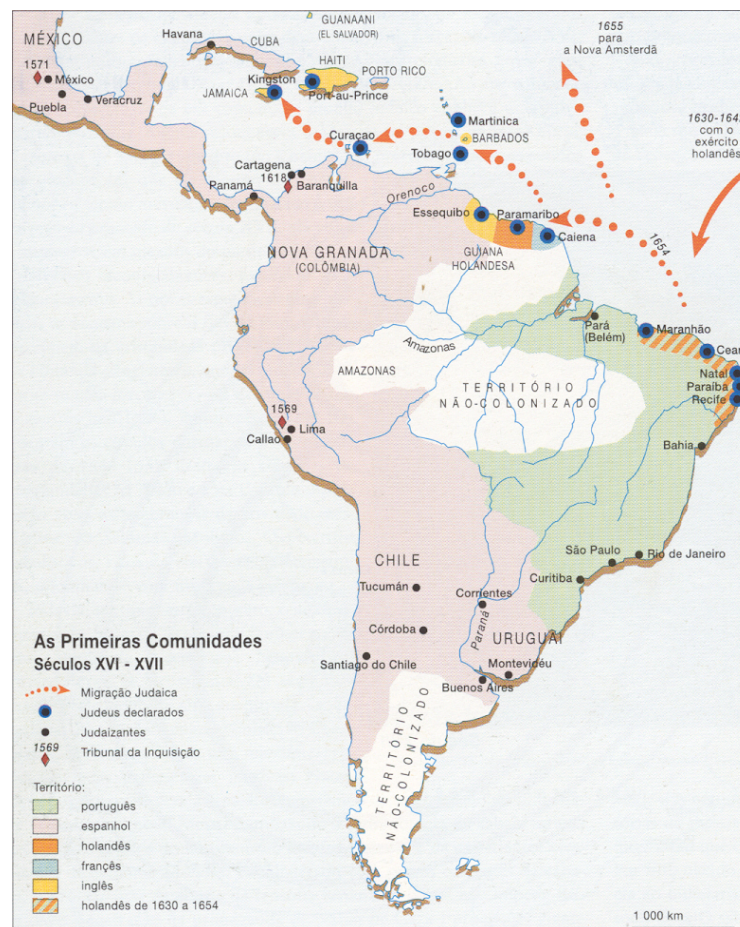 GUANAANI
(EL SALVADOR)
MÉXICO
Havana
CUBA
HAITI
PORTO RICO
1571
México
Puebla
Veracruz
Kingston
JAMAICA
Port-au-Prince
1655
para
a Nova Amsterdã
Martinica
BARBADOS
Curaçao
Tobago
1630-164
com o
exército
holandês
Cartagena
1618
Baranquilla
Panamá
Orenoco
Essequibo
Paramaribo
Caiena
1654
NOVA GRANADA
(COLÔMBIA)
GUIANA
HOLANDESA
Pará
(Belém)
Maranhão
Cear
Amazonas
AMAZONAS
TERRITÓRIO
NÃO-COLONIZADO
Natal
Paraíba
Recife
1569
Lima
Callao
Bahia
CHILE
São Paulo
Rio de Janeiro
Curitiba
Tucumán
Corrientes
Paraná
Córdoba
URUGUAI
Santiago do Chile
Montevidéu
Buenos Aires
TERRITÓRIO
NÃO-COLONIZADO
As Primeiras Comunidades
Séculos XVI - XVII
Migração Judaica
Judeus declarados
Judaizantes
1569
Tribunal da Inquisição
Território:
português
espanhol
holandês
françês
inglês
holandês de 1630 a 1654
1 000 km